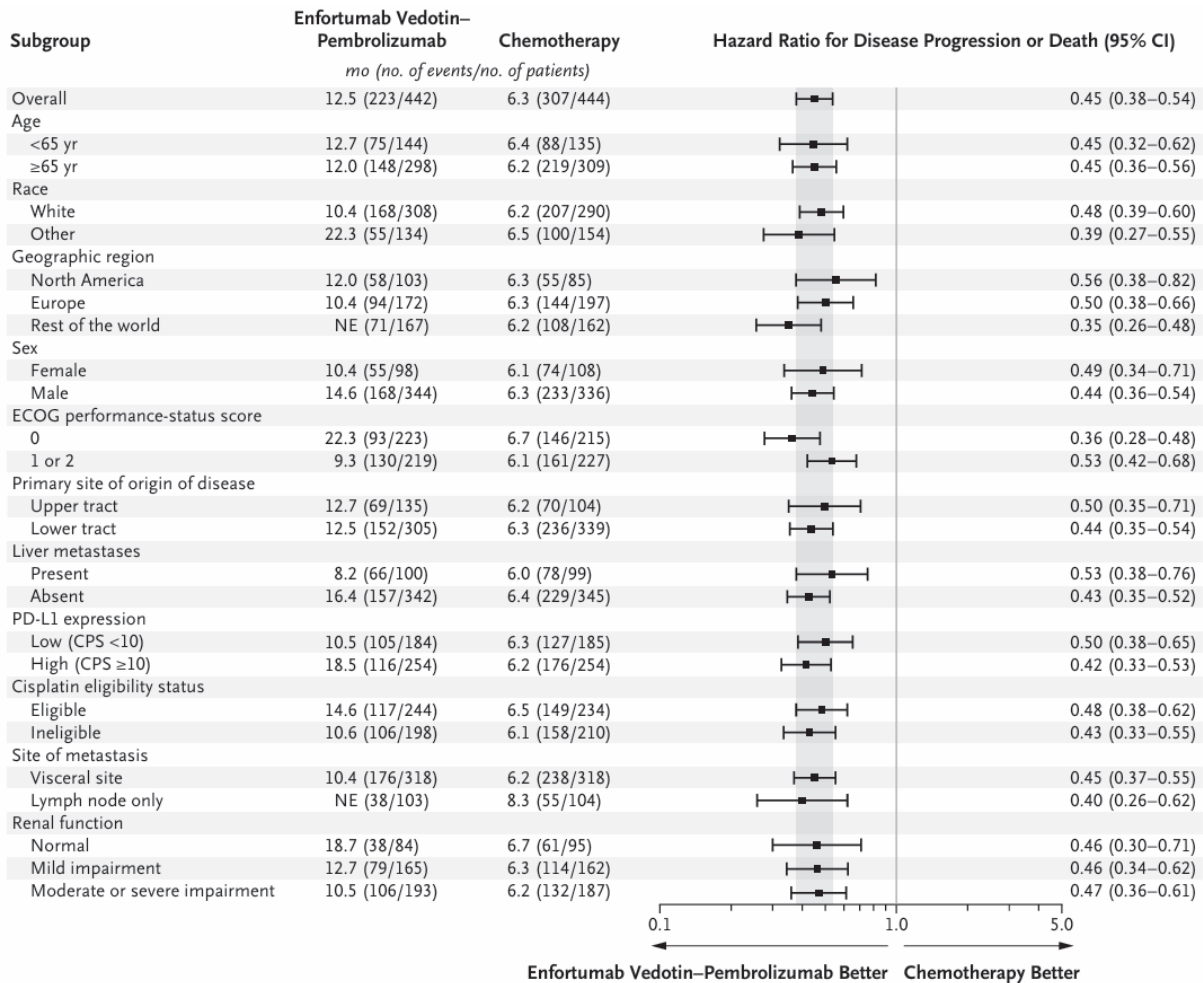 Subgroup Enfortumab Vedotin–Pembrolizumab Chemotherapy Hazard Ratio for Disease Progression or Death (95% CI)
mo (no. of events/no. of patients)
Overall 12.5 (223/442) 6.3 (307/444) 0.45 (0.38–0.54)
Age
<65 yr 12.7 (75/144) 6.4 (88/135) 0.45 (0.32–0.62)
≥65 yr 12.0 (148/298) 6.2 (219/309) 0.45 (0.36–0.56)
Race
White 10.4 (168/308) 6.2 (207/290) 0.48 (0.39–0.60)
Other 22.3 (55/134) 6.5 (100/154) 0.39 (0.27–0.55)
Geographic region
North America 12.0 (58/103) 6.3 (55/85) 0.56 (0.38–0.82)
Europe 10.4 (94/172) 6.3 (144/197) 0.50 (0.38–0.66)
Rest of the world NE (71/167) 6.2 (108/162) 0.35 (0.26–0.48)
Sex
Female 10.4 (55/98) 6.1 (74/108) 0.49 (0.34–0.71)
Male 14.6 (168/344) 6.3 (233/336) 0.44 (0.36–0.54)
ECOG performance-status score
0 22.3 (93/223) 6.7 (146/215) 0.36 (0.28–0.48)
1 or 2 9.3 (130/219) 6.1 (161/227) 0.53 (0.42–0.68)
Primary site of origin of disease
Upper tract 12.7 (69/135) 6.2 (70/104) 0.50 (0.35–0.71)
Lower tract 12.5 (152/305) 6.3 (236/339) 0.44 (0.35–0.54)
Liver metastases
Present 8.2 (66/100) 6.0 (78/99) 0.53 (0.38–0.76)
Absent 16.4 (157/342) 6.4 (229/345) 0.43 (0.35–0.52)
PD-L1 expression
Low (CPS <10) 10.5 (105/184) 6.3 (127/185) 0.50 (0.38–0.65)
High (CPS ≥10) 18.5 (116/254) 6.2 (176/254) 0.42 (0.33–0.53)
Cisplatin eligibility status
Eligible 14.6 (117/244) 6.5 (149/234) 0.48 (0.38–0.62)
Ineligible 10.6 (106/198) 6.1 (158/210) 0.43 (0.33–0.55)
Site of metastasis
Visceral site 10.4 (176/318) 6.2 (238/318) 0.45 (0.37–0.55)
Lymph node only NE (38/103) 8.3 (55/104) 0.40 (0.26–0.62)
Renal function
Normal 18.7 (38/84) 6.7 (61/95) 0.46 (0.30–0.71)
Mild impairment 12.7 (79/165) 6.3 (114/162) 0.46 (0.34–0.62)
Moderate or severe impairment 10.5 (106/193) 6.2 (132/187) 0.47 (0.36–0.61)
0.1 1.0 5.0
Enfortumab Vedotin–Pembrolizumab Better Chemotherapy Better